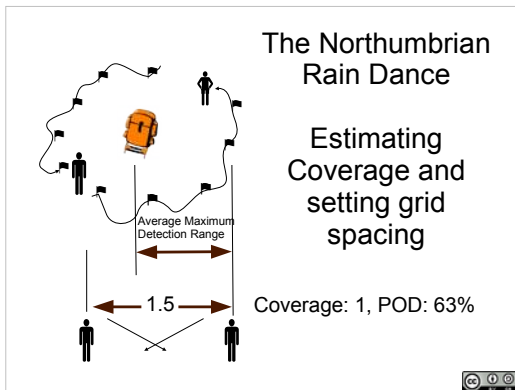 The Northumbrian
Rain Dance
Estimating
Coverage and
setting grid
spacing
Average Maximum
Detection Range
1.5
Coverage: 1, POD: 63%
cc